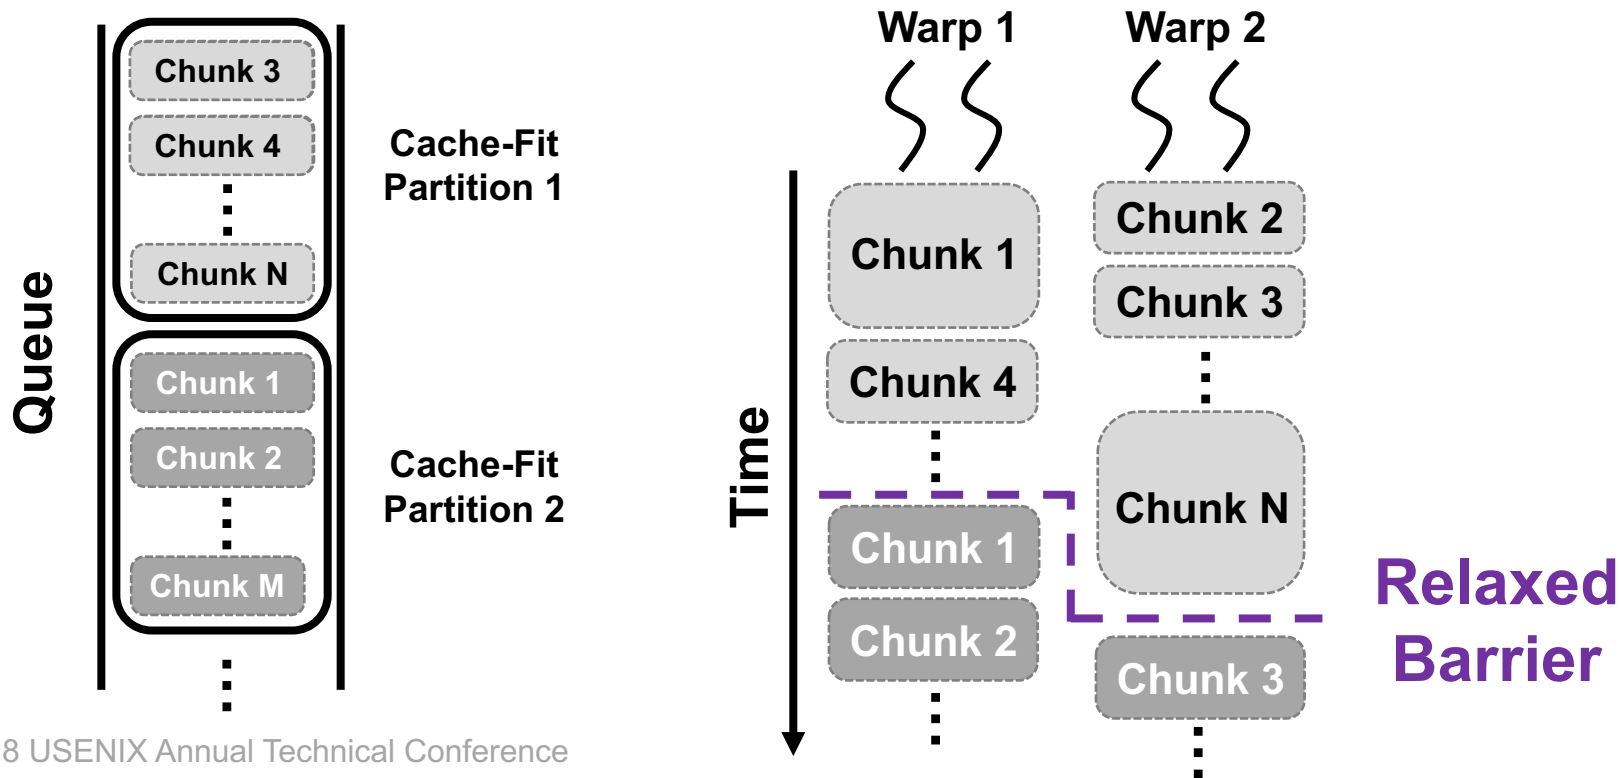 Queue
Chunk 3
Chunk 4
Chunk N
Cache-Fit
Partition 1
Chunk 1
Chunk 2
Chunk M
Cache-Fit
Partition 2
8 USENIX Annual Technical Conference
Time
Warp 1
Chunk 1
Chunk 4
Chunk 1
Chunk 2
Warp 2
Chunk 2
Chunk 3
Chunk N
Chunk 3
Relaxed
Barrier